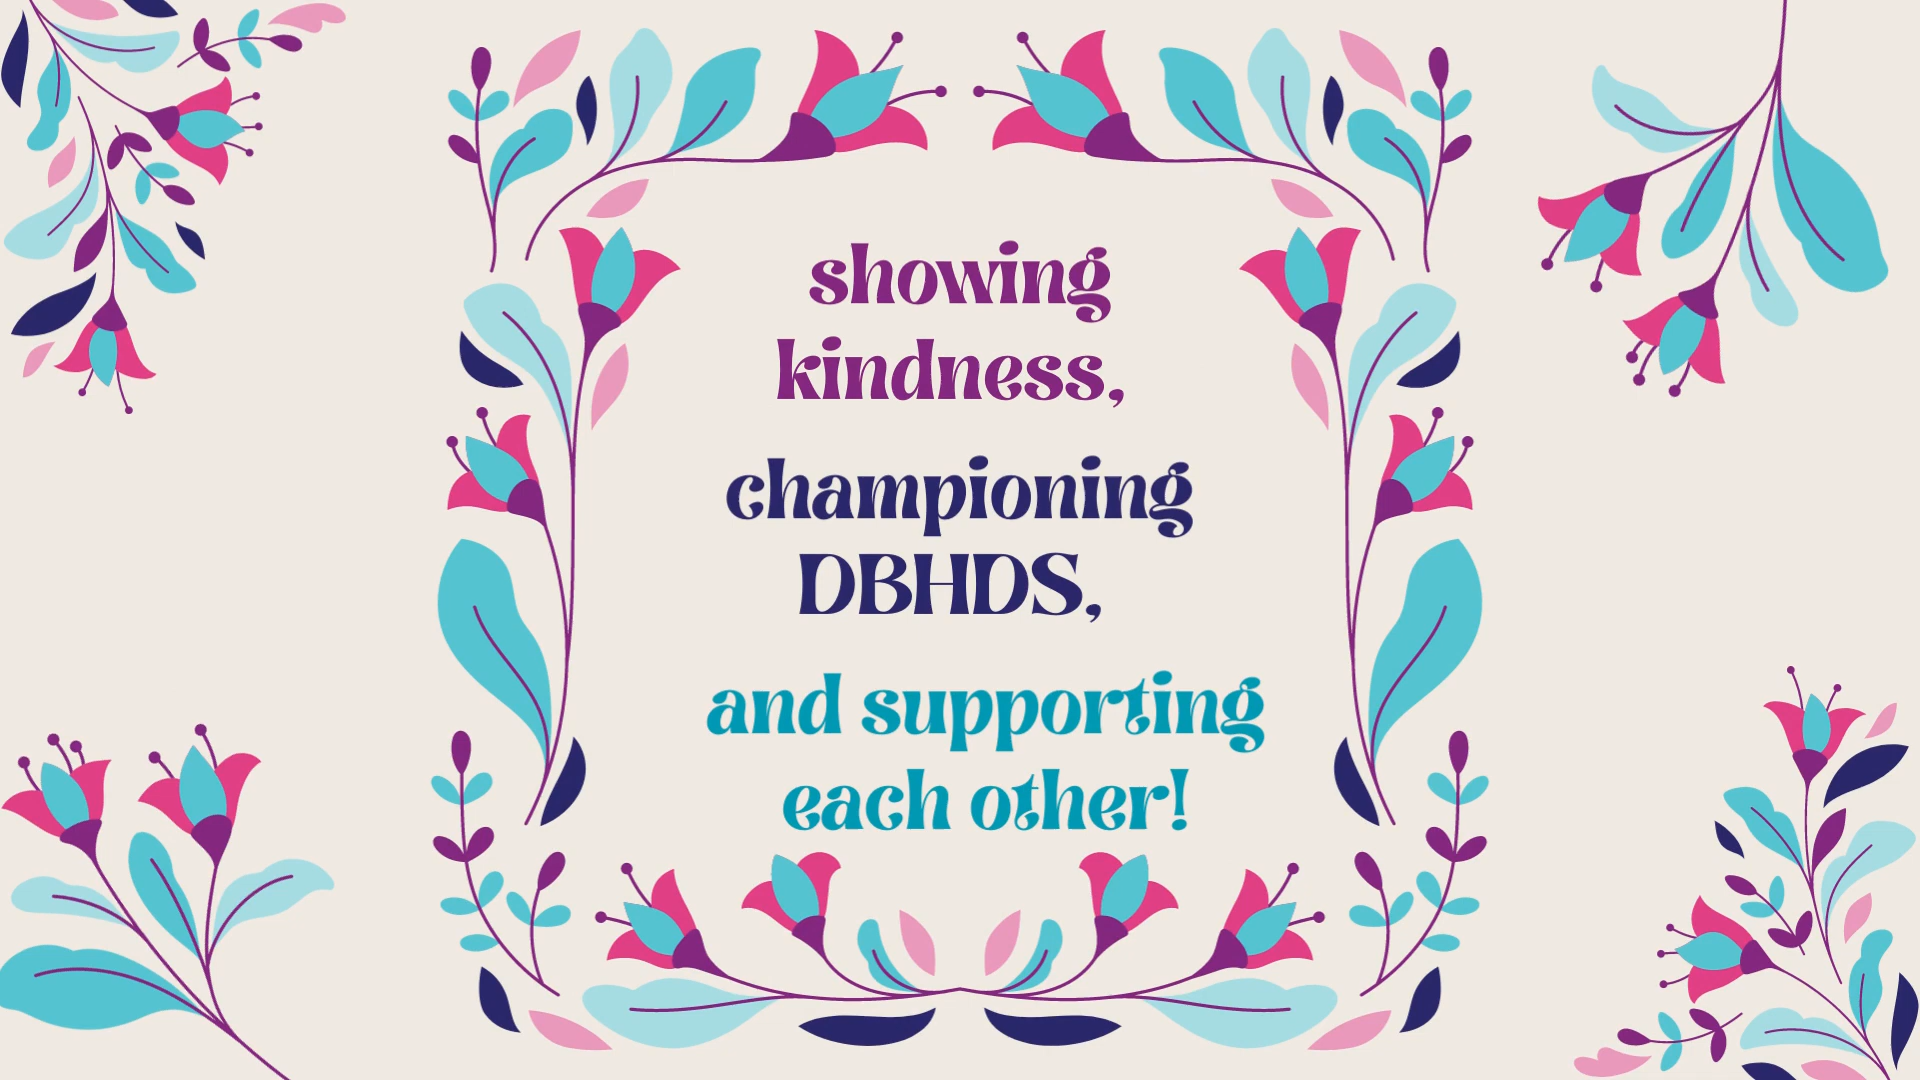 showing
kindness,
championing
DBHDS,
and supporting
each other!